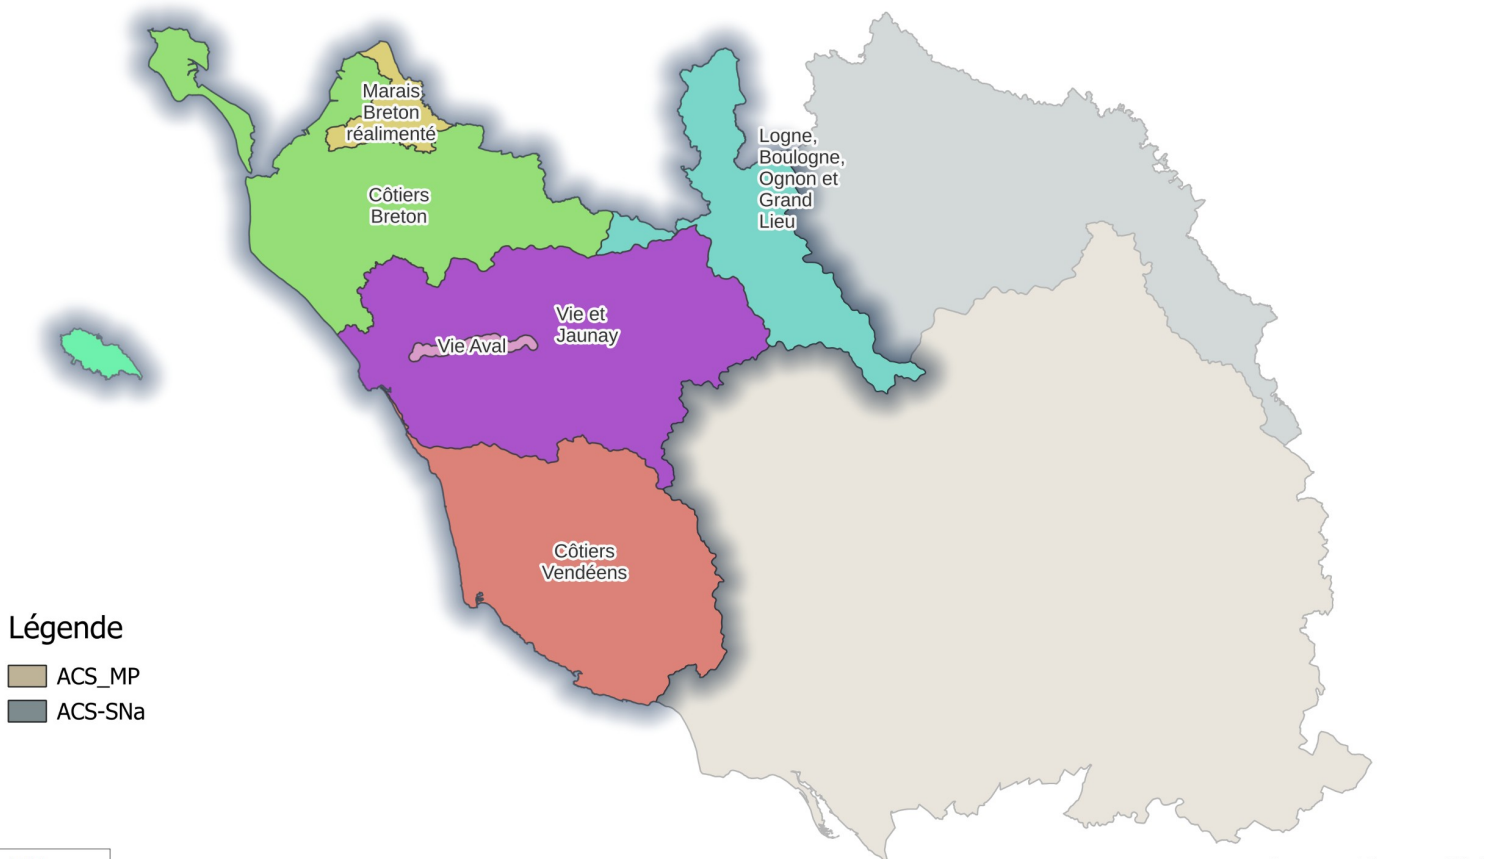 Marais
Breton
réalimenté
Logne,
Boulogne,
Ognon et
Grand
Lieu
Côtiers
Breton
Vie et
Jaunay
Vie Aval
Côtiers
Vendéens
Légende
ACS_MP
ACS-SNa